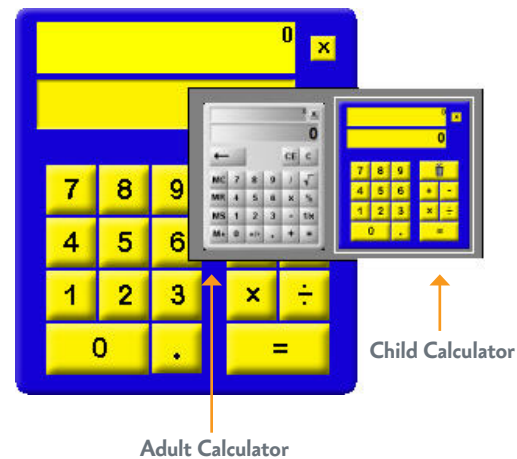 0 x
7 8 9
4 5 6
1 2 3 × ÷
0 . =
0
← CE C
MC 7 8 9 √
MR 4 5 6 x %
MS 1 2 3 - 1/x
M+ 0 +/- . + =
0 x
0
7 8 9
4 5 6 + -
1 2 3 × ÷
0 . =
Child Calculator
Adult Calculator